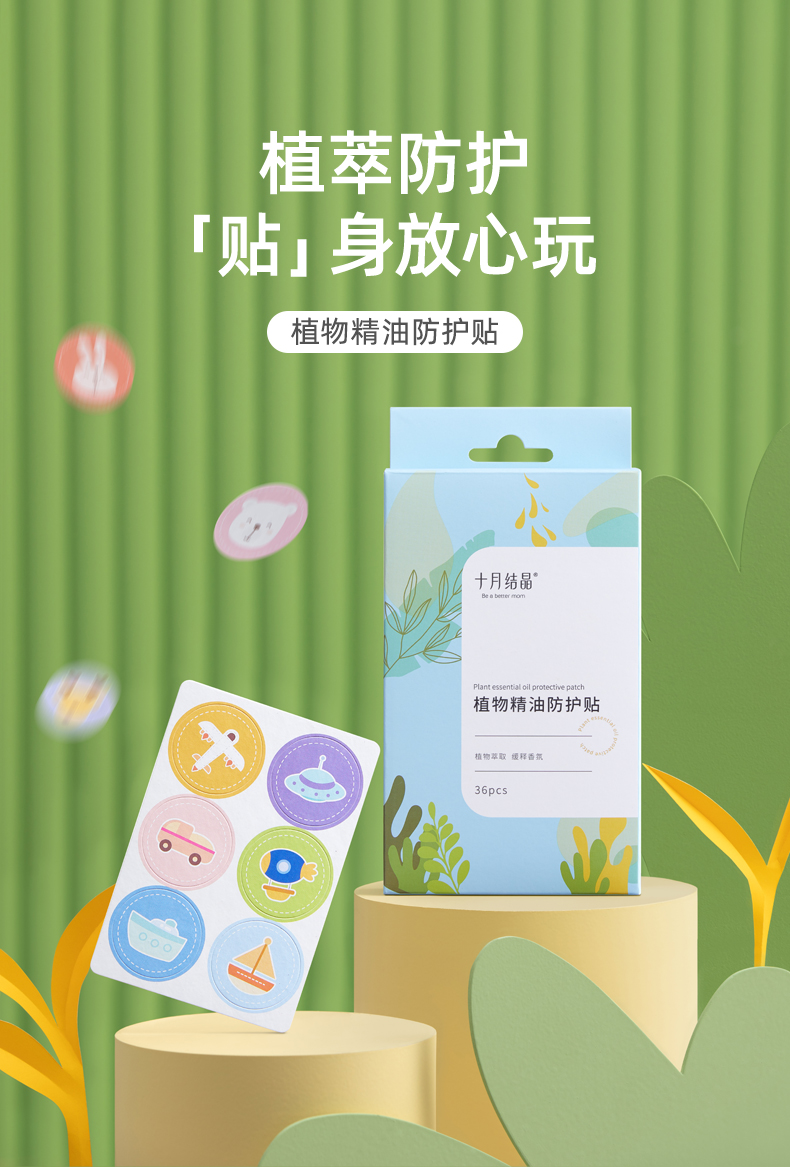 植萃防护
「贴」身放心玩
植物精油防护贴
十月结晶®
Be a better mom
Plant essential oil protective patch
植物精油防护贴
植物萃取 缓释香氛
36pcs